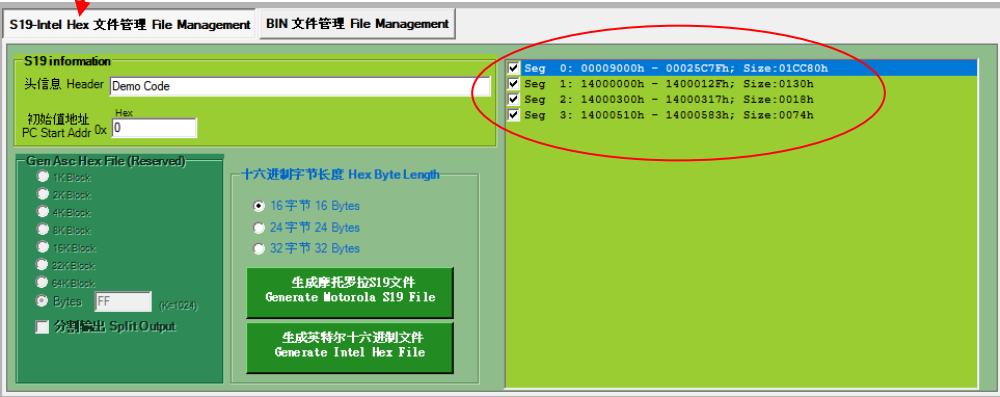 S19-Intel Hex 文件管理 File Management
BIN 文件管理 File Management
S19 information
头信息 Header Demo Code
初始值地址 Hex
PC Start Addr 0x 0
Gen Asc Hex File (Reserved)
1K Block
2K Block
4K Block
8K Block
16K Block
32K Block
64K Block
Bytes FF (K=1024)
分割输出 Split Output
十六进制字节长度 Hex Byte Length
16 字节 16 Bytes
24 字节 24 Bytes
32 字节 32 Bytes
生成摩托罗拉S19文件
Generate Motorola S19 File
生成英特尔十六进制文件
Generate Intel Hex File
Seg 0: 00009000h - 00025C7Fh; Size:01CC80h
Seg 1: 14000000h - 1400012Fh; Size:0130h
Seg 2: 14000300h - 14000317h; Size:0018h
Seg 3: 14000510h - 14000583h; Size:0074h